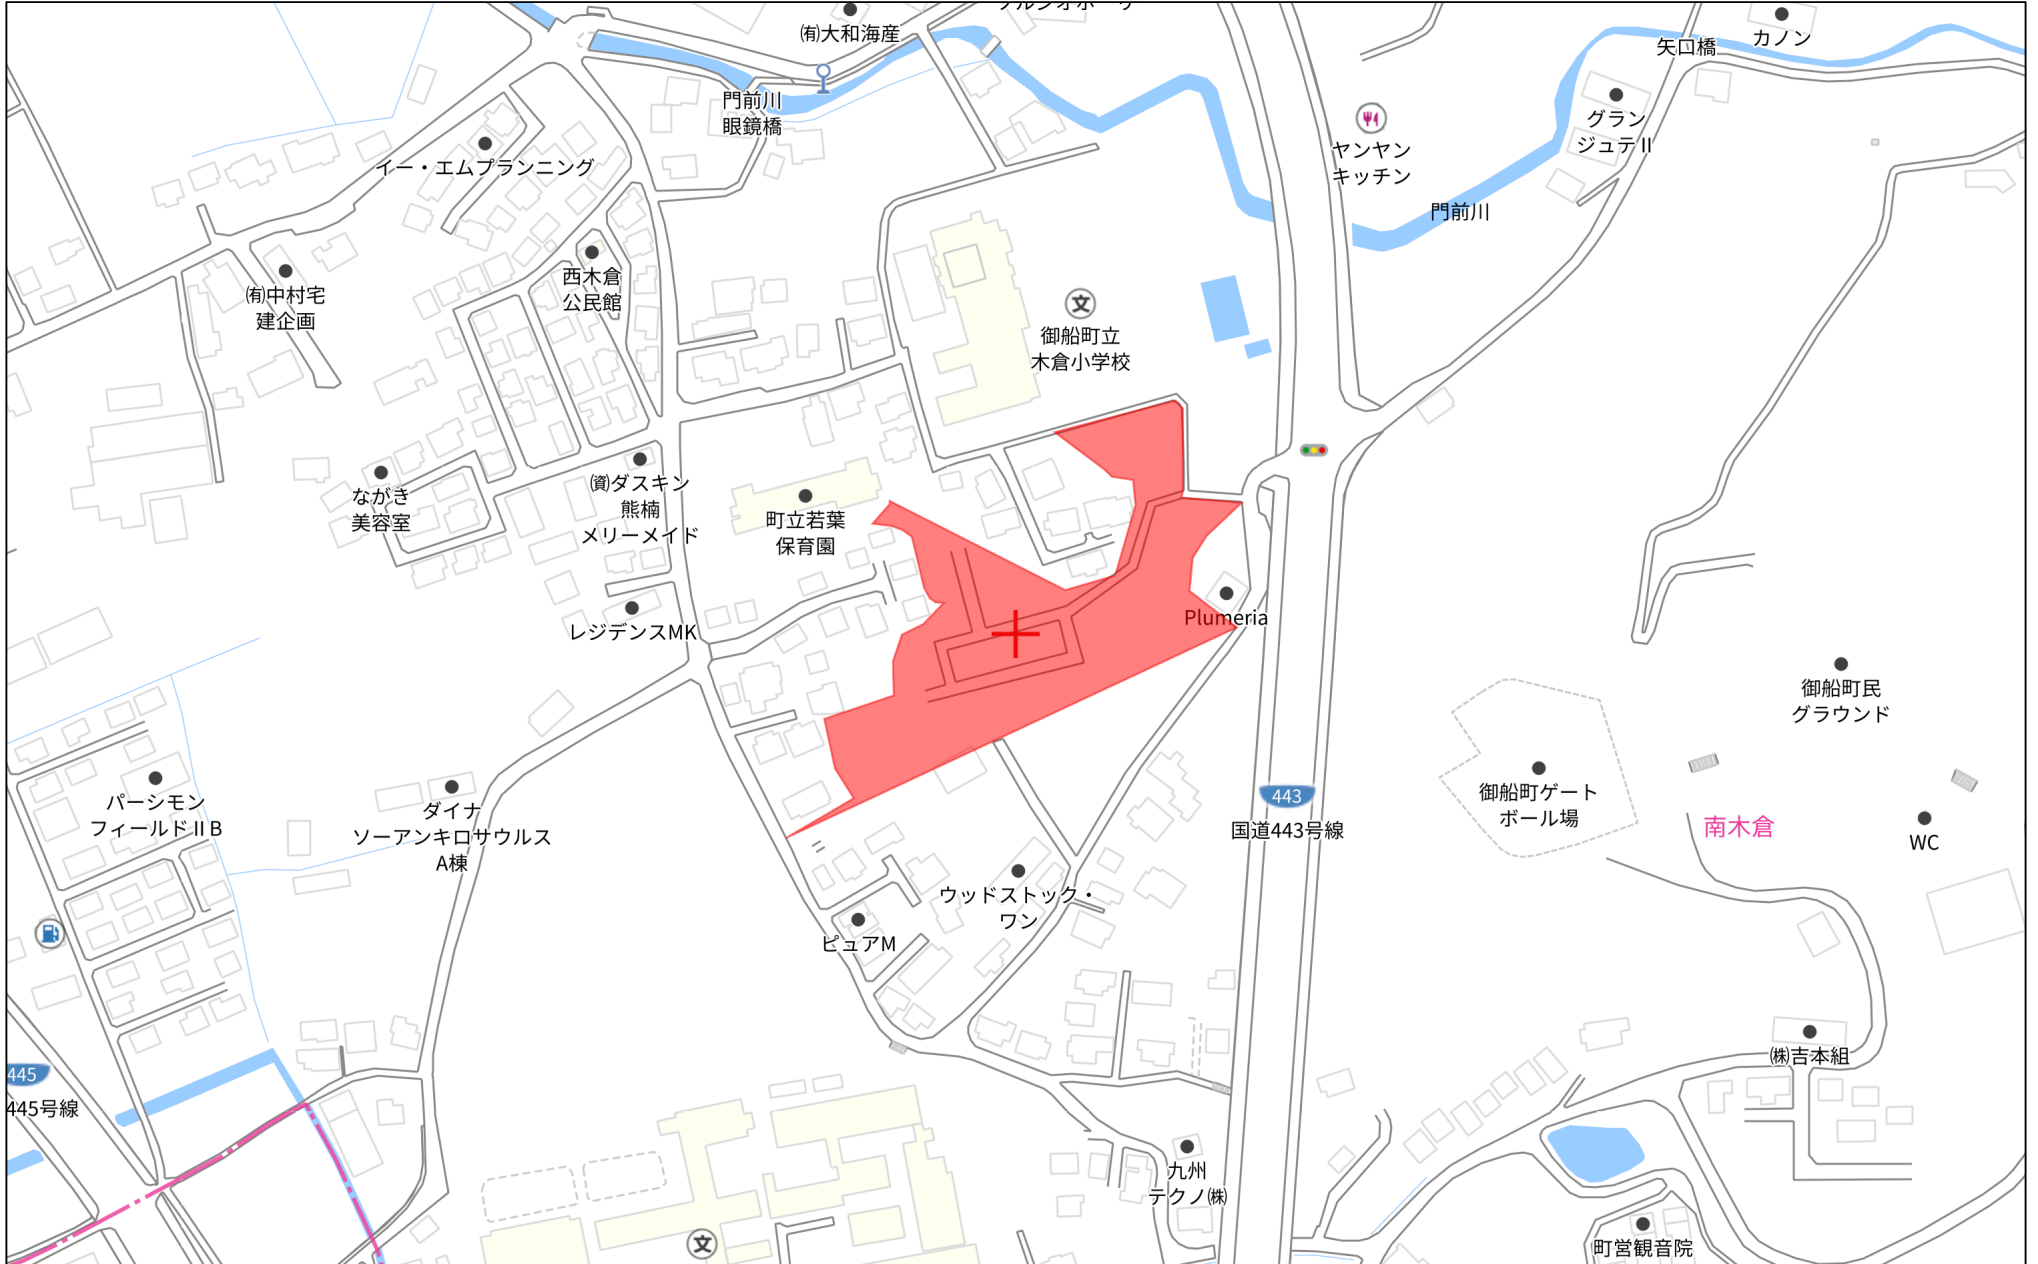 ㈲大和海産
カノン
矢口橋
門前川
眼鏡橋
ヤンヤン
キッチン
グラン
ジュテⅡ
イー・エムプランニング
門前川
西木倉
公民館
㈲中村宅
建企画
文
御船町立
木倉小学校
㈾ダスキン
熊楠
メリーメイド
ながき
美容室
町立若葉
保育園
レジデンスMK
Plumeria
御船町民
グラウンド
パーシモン
フィールドⅡB
ダイナ
ソーアンキロサウルス
A棟
443
国道443号線
御船町ゲート
ボール場
南木倉
WC
ウッドストック・
ワン
ピュアM
㈱吉本組
445
445号線
九州
テクノ㈱
文
町営観音院